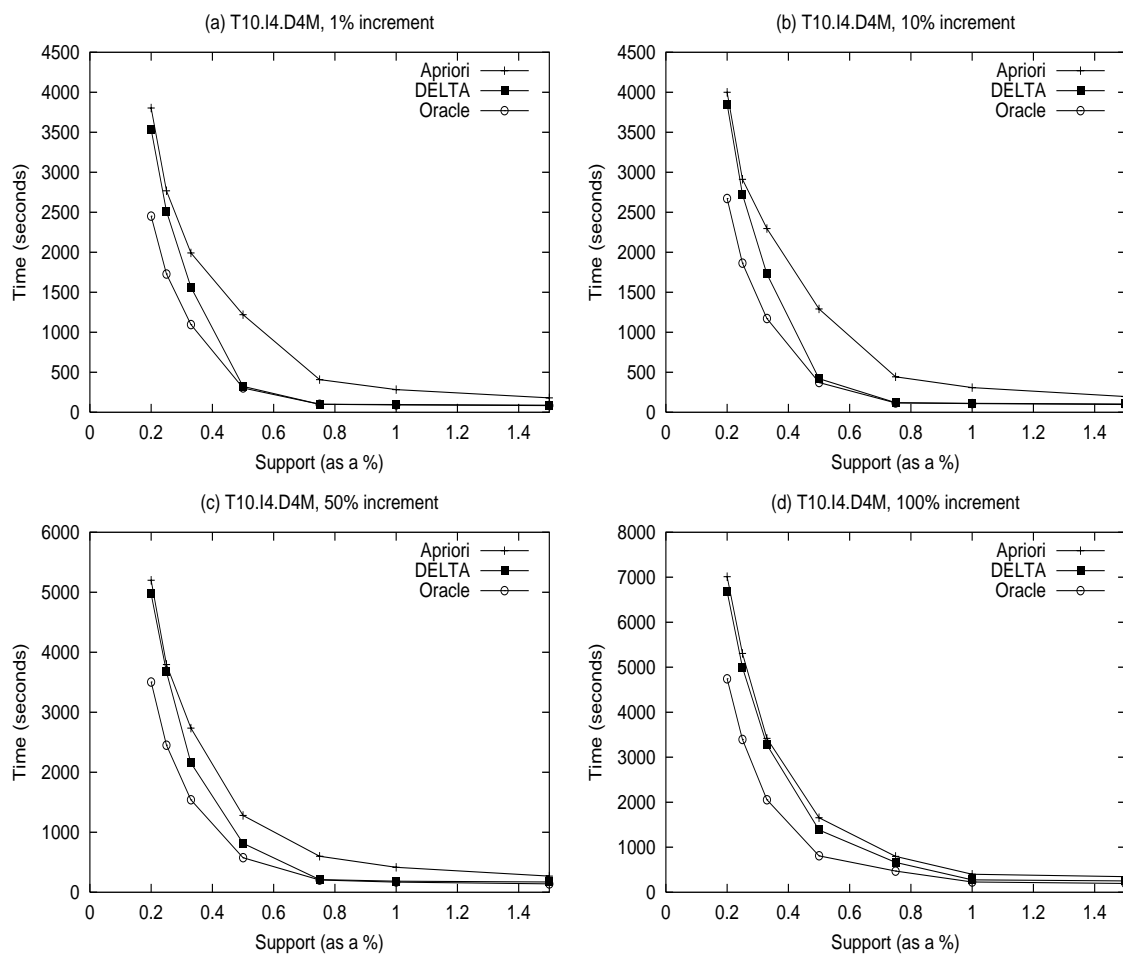 (a) T10.I4.D4M, 1% increment
4500
4000
3500
3000
2500
2000
1500
1000
500
0
Time (seconds)
Apriori
DELTA
Oracle
0 0.2 0.4 0.6 0.8 1 1.2 1.4
Support (as a %)
(b) T10.I4.D4M, 10% increment
4500
4000
3500
3000
2500
2000
1500
1000
500
0
Time (seconds)
Apriori
DELTA
Oracle
0 0.2 0.4 0.6 0.8 1 1.2 1.4
Support (as a %)
(c) T10.I4.D4M, 50% increment
6000
5000
4000
3000
2000
1000
0
Time (seconds)
Apriori
DELTA
Oracle
0 0.2 0.4 0.6 0.8 1 1.2 1.4
Support (as a %)
(d) T10.I4.D4M, 100% increment
8000
7000
6000
5000
4000
3000
2000
1000
0
Time (seconds)
Apriori
DELTA
Oracle
0 0.2 0.4 0.6 0.8 1 1.2 1.4
Support (as a %)